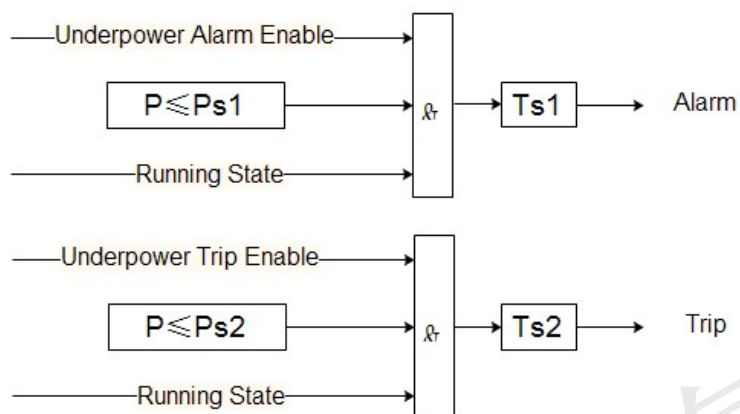 Underpower Alarm Enable
P≤Ps1
&
Ts1
Alarm
Running State
Underpower Trip Enable
P≤Ps2
&
Ts2
Trip
Running State